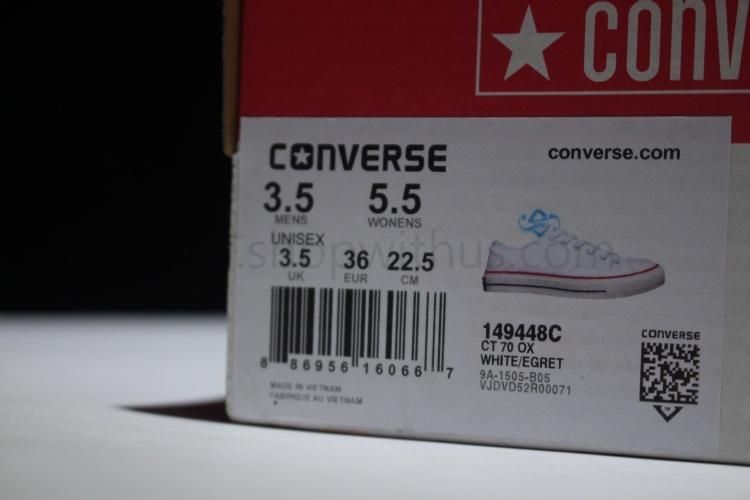 CONV
CONVERSE
converse.com
3.5 5.5
MENS WONENS
UNISEX
3.5 36 22.5
UK EUR CM
8 86956 16066 7
MADE IN VIETNAM
FABRIQUE AU VIETNAM
149448C
CT 70 OX
WHITE/EGRET
9A-1505-B05
VJDVD52R00071
CONVERSE
shopwithus.com